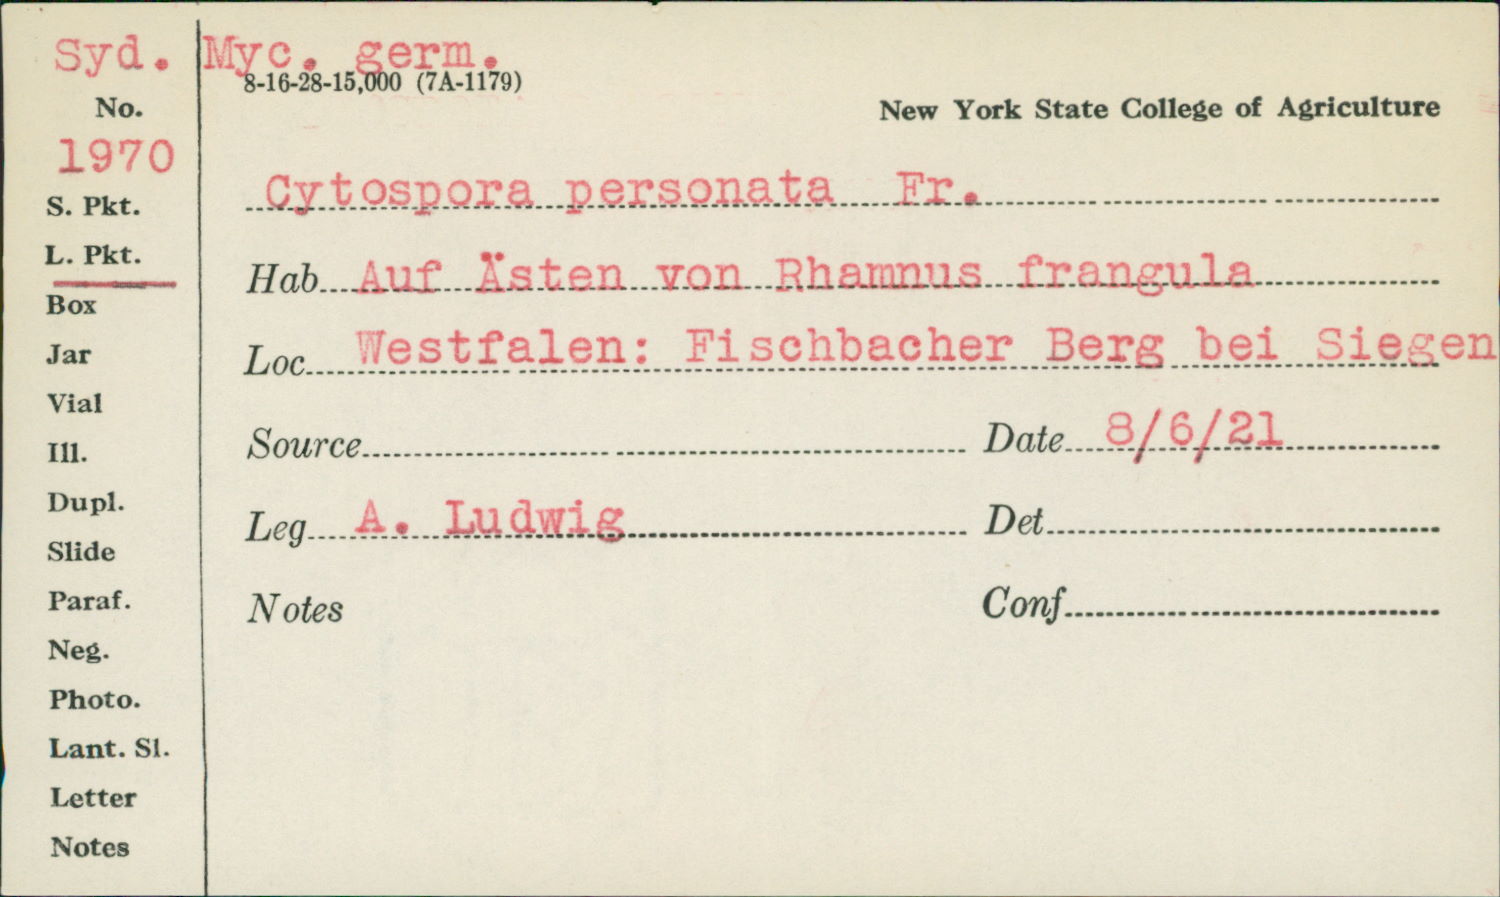 Syd. Myc. germ.
8-16-28-15,000 (7A-1179)
No.
New York State College of Agriculture
1970
Cytospora personata Fr.
S. Pkt.
L. Pkt.
Hab. Auf Ästen von Rhamnus frangula
Box
Jar
Loc. Westfalen: Fischbacher Berg bei Siegen
Vial
Ill.
Source Date 8/6/21
Dupl.
Leg. A. Ludwig Det.
Slide
Paraf.
Notes Conf.
Neg.
Photo.
Lant. Sl.
Letter
Notes